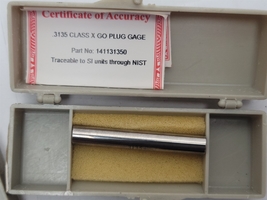 Certificate of Accuracy
.3135 CLASS X GO PLUG GAGE
Part No: 141131350
Traceable to SI units through NIST